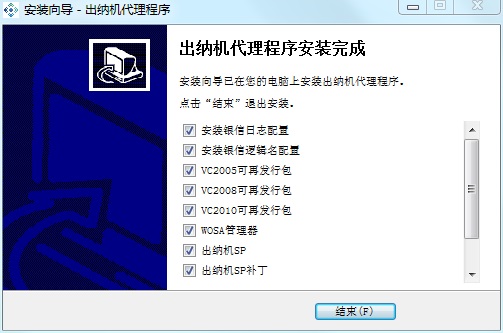 安装向导 - 出纳机代理程序
出纳机代理程序安装完成
安装向导已在您的电脑上安装出纳机代理程序。
点击“结束”退出安装。
安装银信日志配置
安装银信逻辑名配置
VC2005可再发行包
VC2008可再发行包
VC2010可再发行包
WOSA管理器
出纳机SP
出纳机SP补丁
结束(F)